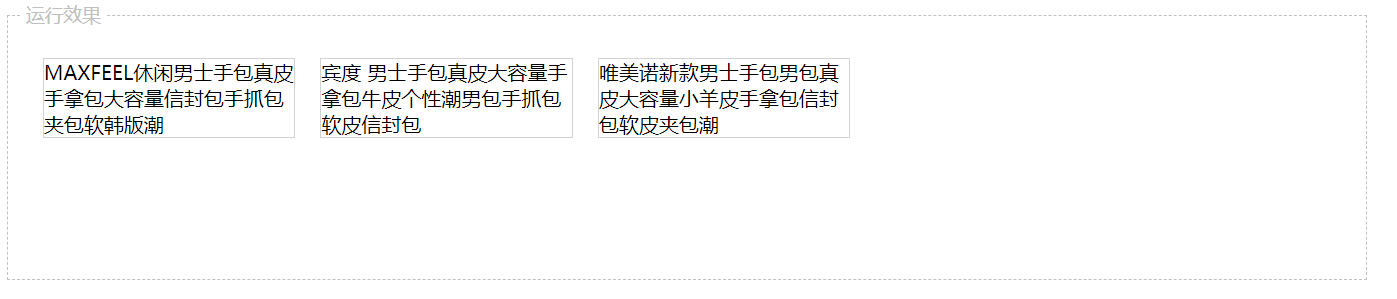 运行效果
MAXFEEL休闲男士手包真皮
手拿包大容量信封包手抓包
夹包软韩版潮
宾度 男士手包真皮大容量手
拿包牛皮个性潮男包手抓包
软皮信封包
唯美诺新款男士手包男包真
皮大容量小羊皮手拿包信封
包软皮夹包潮